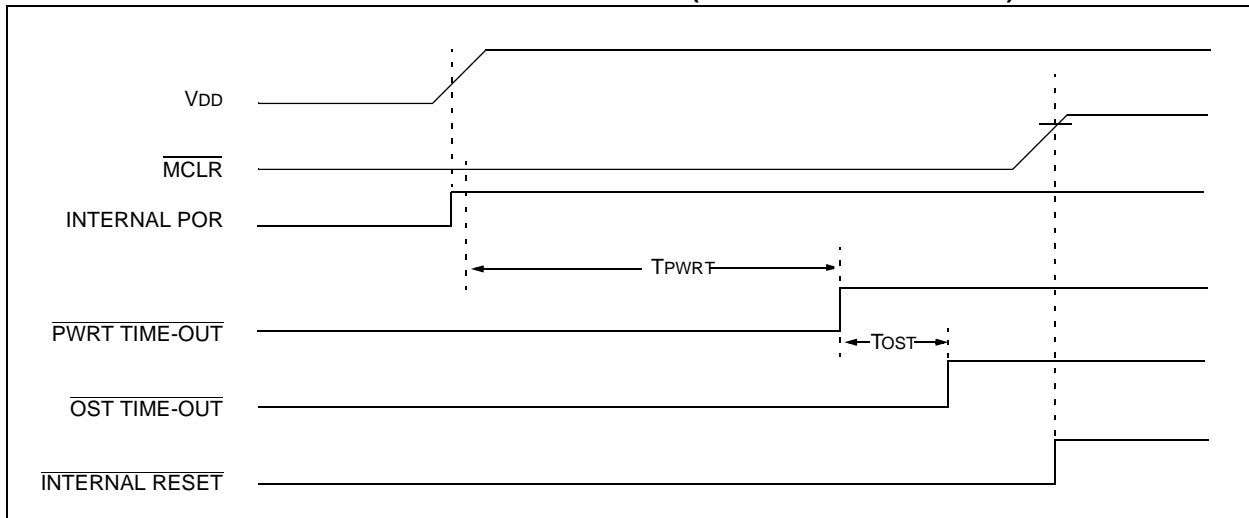 VDD
MCLR
INTERNAL POR
TPWRT
PWRT TIME-OUT
TOST
OST TIME-OUT
INTERNAL RESET